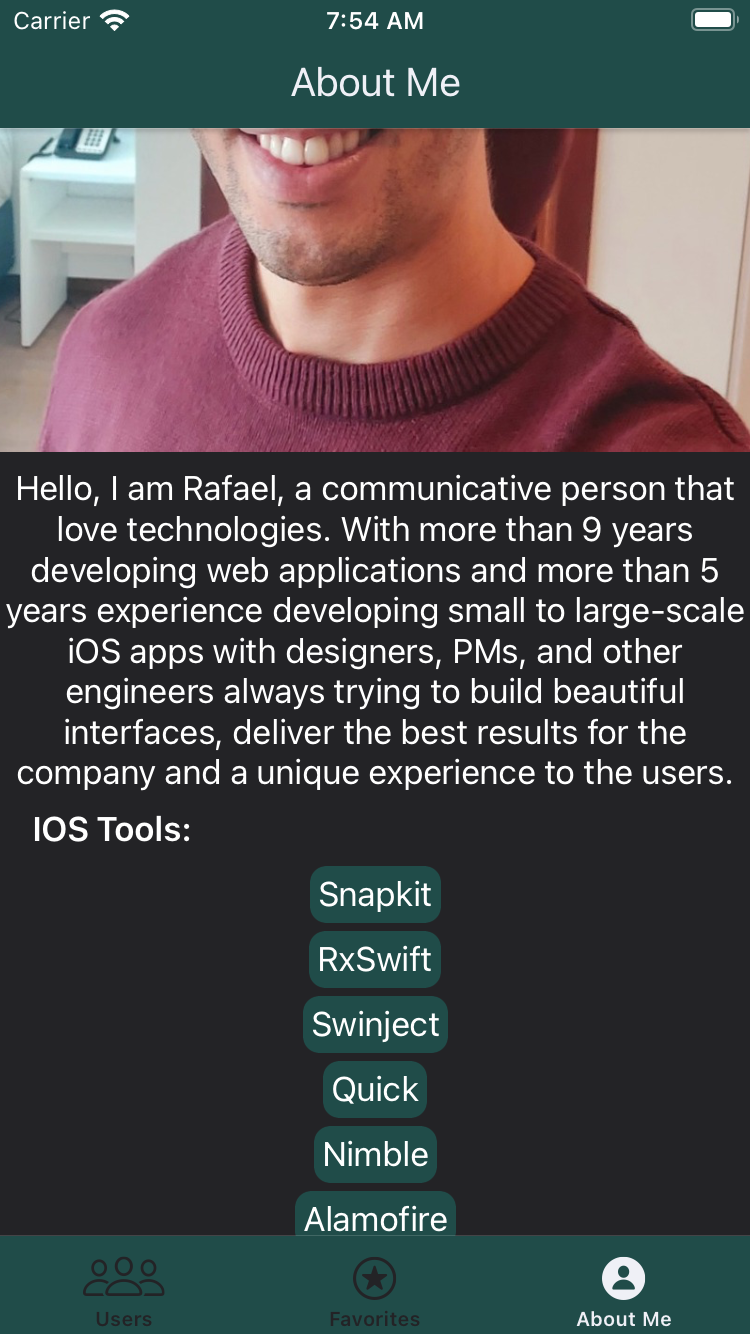 Carrier 7:54 AM
About Me
Hello, I am Rafael, a communicative person that
love technologies. With more than 9 years
developing web applications and more than 5
years experience developing small to large-scale
iOS apps with designers, PMs, and other
engineers always trying to build beautiful
interfaces, deliver the best results for the
company and a unique experience to the users.
IOS Tools:
Snapkit
RxSwift
Swinject
Quick
Nimble
Alamofire
Users Favorites About Me